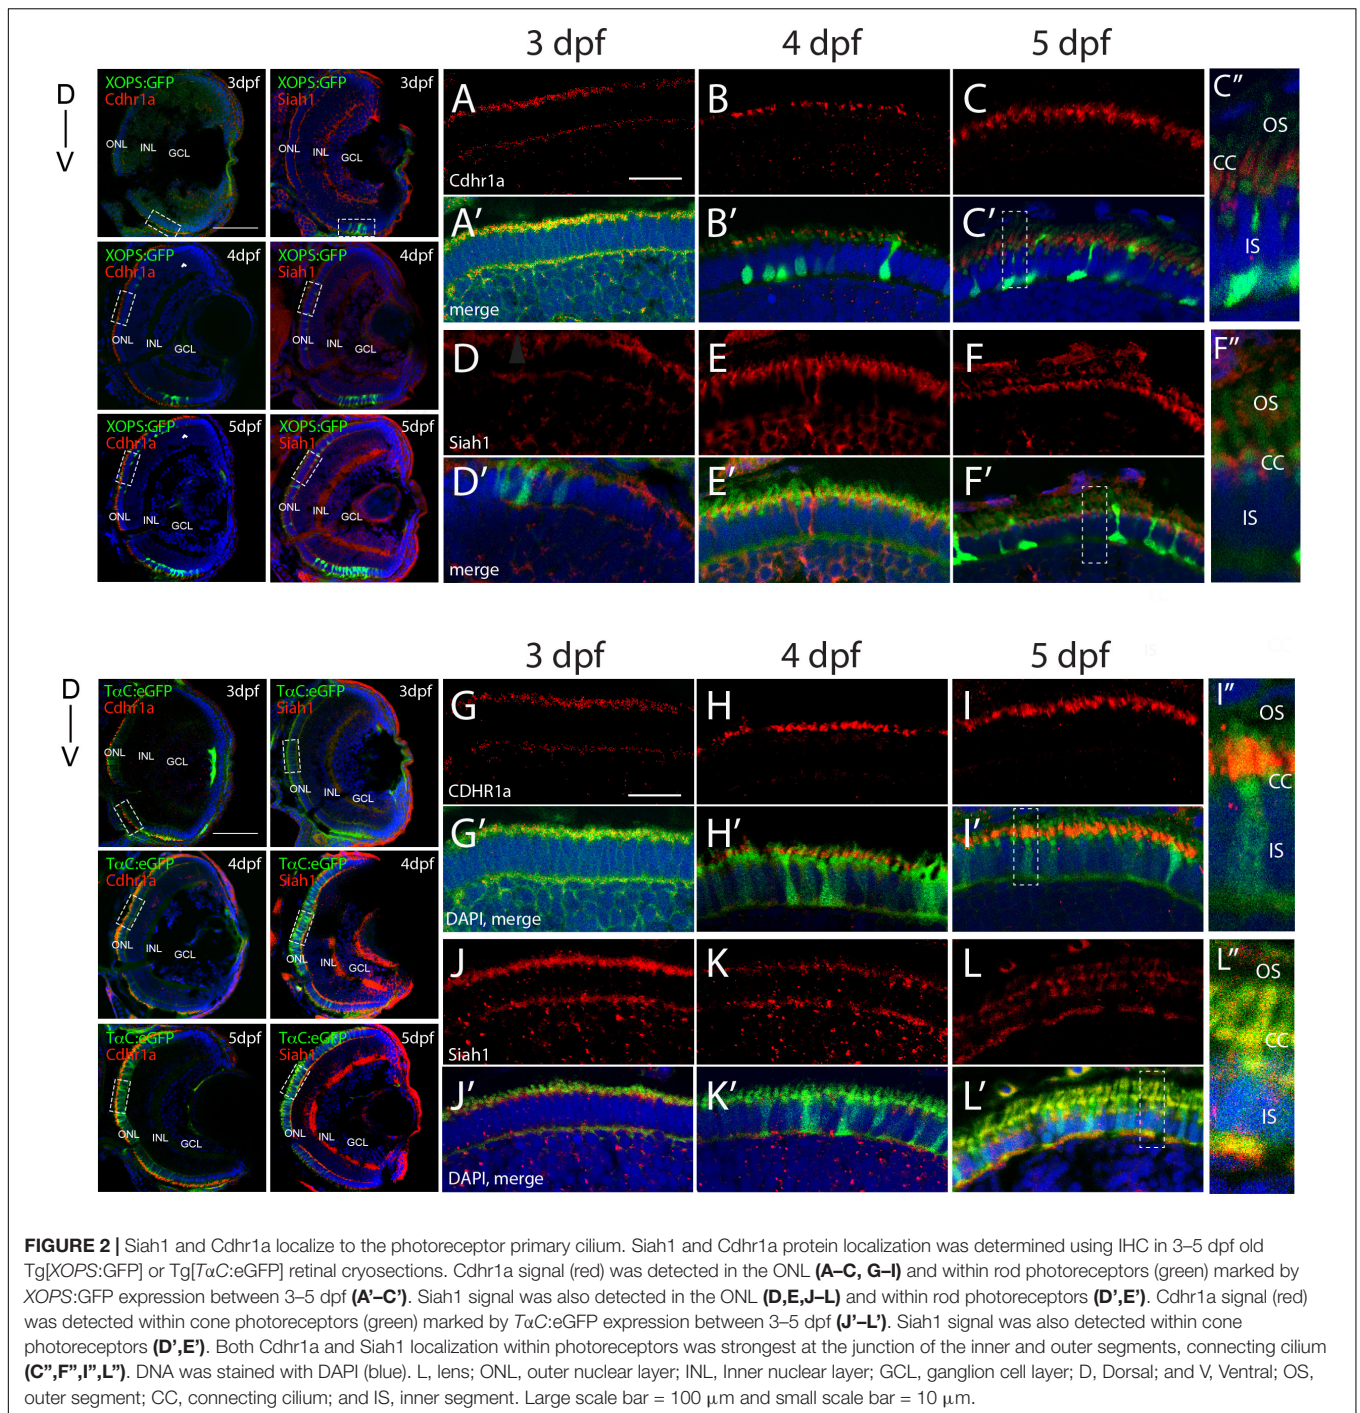 3 dpf
4 dpf
5 dpf
D
V
XOPS:GFP
3dpf
Cdhr1a
ONL
INL
GCL
XOPS:GFP
3dpf
Siah1
ONL
INL
GCL
XOPS:GFP
4dpf
Cdhr1a
ONL
INL
GCL
XOPS:GFP
4dpf
Siah1
ONL
INL
GCL
XOPS:GFP
5dpf
Cdhr1a
ONL
INL
GCL
XOPS:GFP
5dpf
Siah1
ONL
INL
GCL
A
Cdhr1a
B
C
C”
OS
CC
IS
A’
merge
B’
C’
D
Siah1
E
F
F”
OS
CC
IS
D’
merge
E’
F’
3 dpf
4 dpf
5 dpf
IS
CC
D
V
TαC:eGFP
3dpf
Cdhr1a
ONL
INL
GCL
TαC:eGFP
3dpf
Siah1
ONL
INL
GCL
TαC:eGFP
4dpf
Cdhr1a
ONL
INL
GCL
TαC:eGFP
4dpf
Siah1
ONL
INL
GCL
TαC:eGFP
5dpf
Cdhr1a
ONL
INL
GCL
TαC:eGFP
5dpf
Siah1
ONL
INL
GCL
G
CDHR1a
H
I
I”
OS
CC
IS
G’
DAPI, merge
H’
I’
J
Siah1
K
L
L”
OS
CC
IS
J’
DAPI, merge
K’
L’
FIGURE 2 | Siah1 and Cdhr1a localize to the photoreceptor primary cilium. Siah1 and Cdhr1a protein localization was determined using IHC in 3–5 dpf old
Tg[XOPS:GFP] or Tg[TαC:eGFP] retinal cryosections. Cdhr1a signal (red) was detected in the ONL (A–C, G–I) and within rod photoreceptors (green) marked by
XOPS:GFP expression between 3–5 dpf (A’–C’). Siah1 signal was also detected in the ONL (D,E,J–L) and within rod photoreceptors (D’,E’). Cdhr1a signal (red)
was detected within cone photoreceptors (green) marked by TαC:eGFP expression between 3–5 dpf (J’–L’). Siah1 signal was also detected within cone
photoreceptors (D’,E’). Both Cdhr1a and Siah1 localization within photoreceptors was strongest at the junction of the inner and outer segments, connecting cilium
(C”,F”,I”,L”). DNA was stained with DAPI (blue). L, lens; ONL, outer nuclear layer; INL, Inner nuclear layer; GCL, ganglion cell layer; D, Dorsal; and V, Ventral; OS,
outer segment; CC, connecting cilium; and IS, inner segment. Large scale bar = 100 μm and small scale bar = 10 μm.